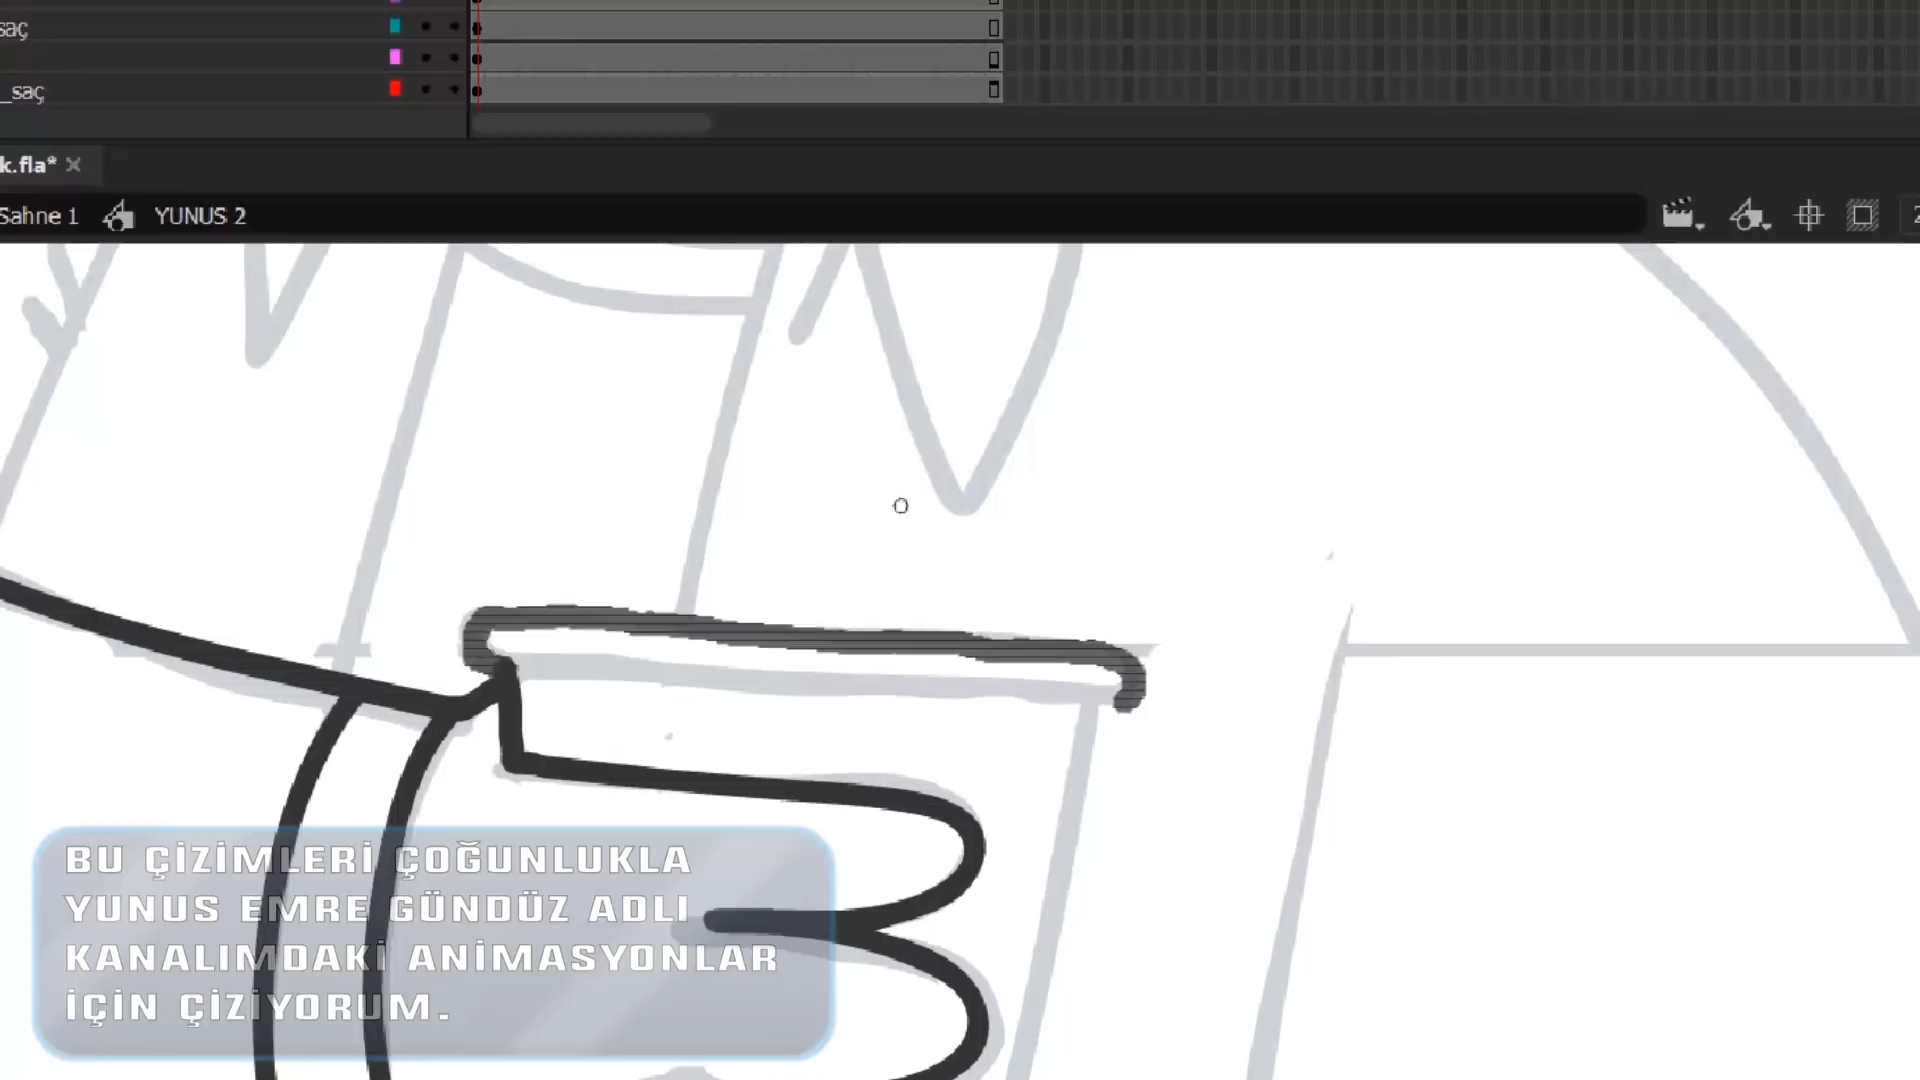 saç
_saç
k.fla*
Sahne 1
YUNUS 2
BU ÇİZİMLERİ ÇOĞUNLUKLA
YUNUS EMRE GÜNDÜZ ADLI
KANALIMDAKİ ANİMASYONLAR
İÇİN ÇİZİYORUM.